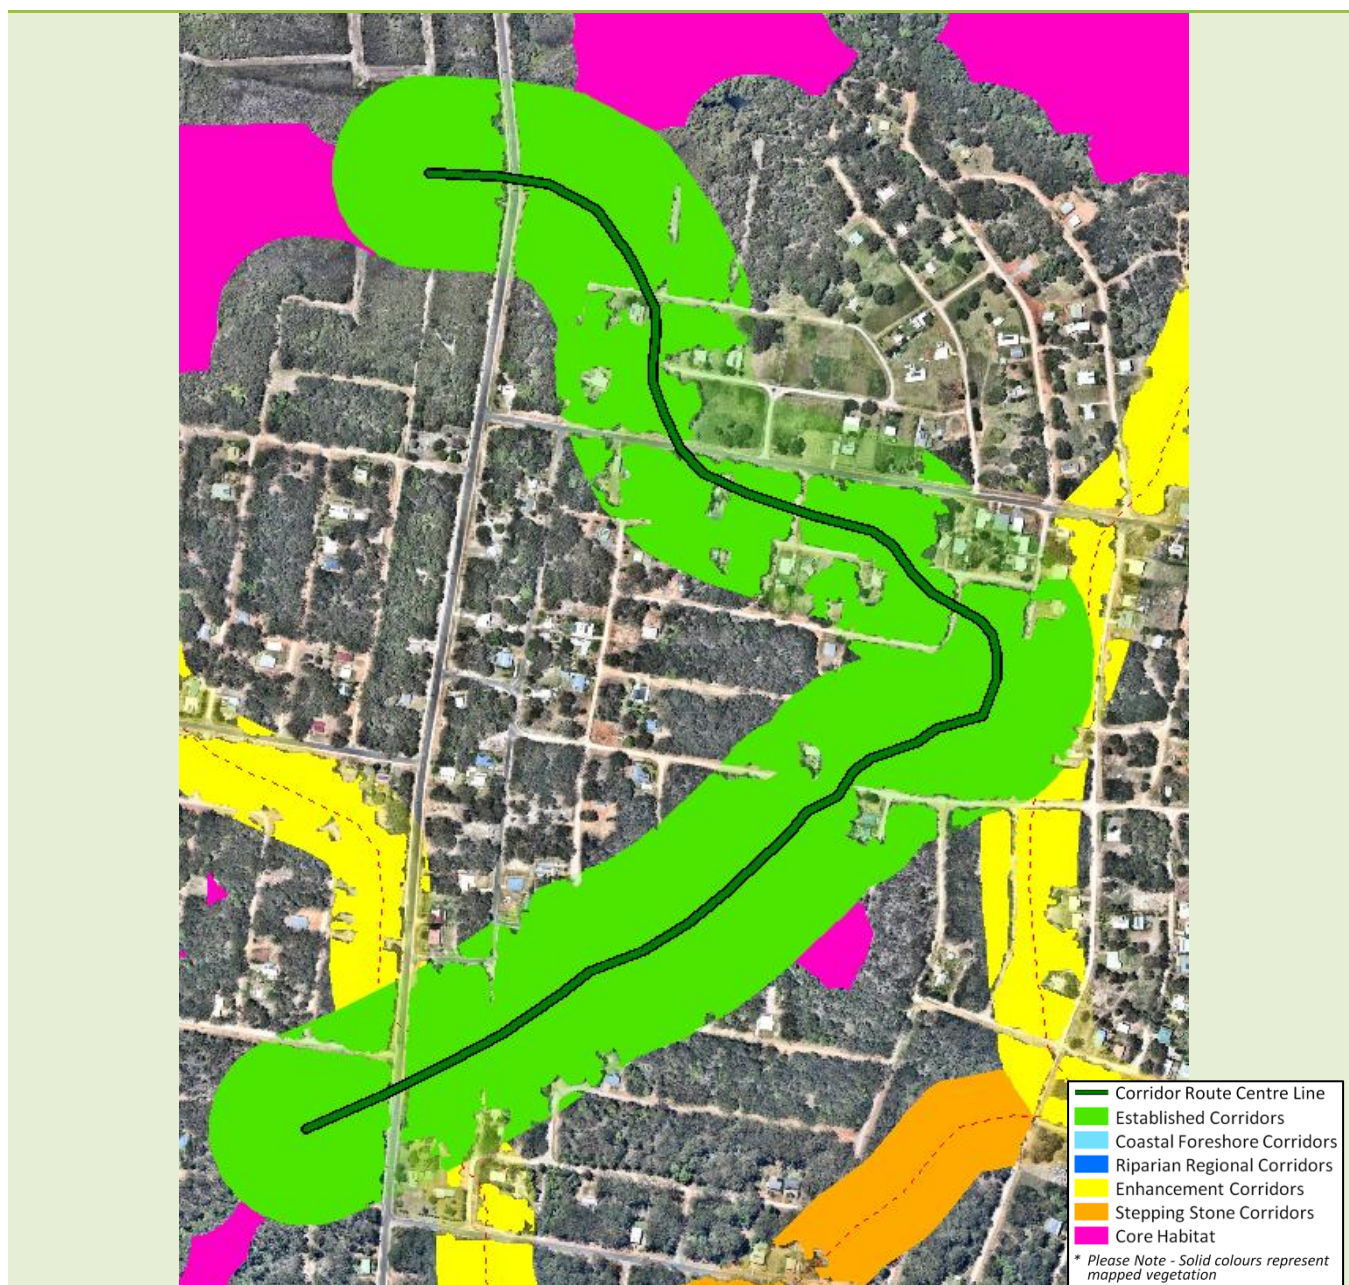 Corridor Route Centre Line
Established Corridors
Coastal Foreshore Corridors
Riparian Regional Corridors
Enhancement Corridors
Stepping Stone Corridors
Core Habitat
* Please Note - Solid colours represent
mapped vegetation